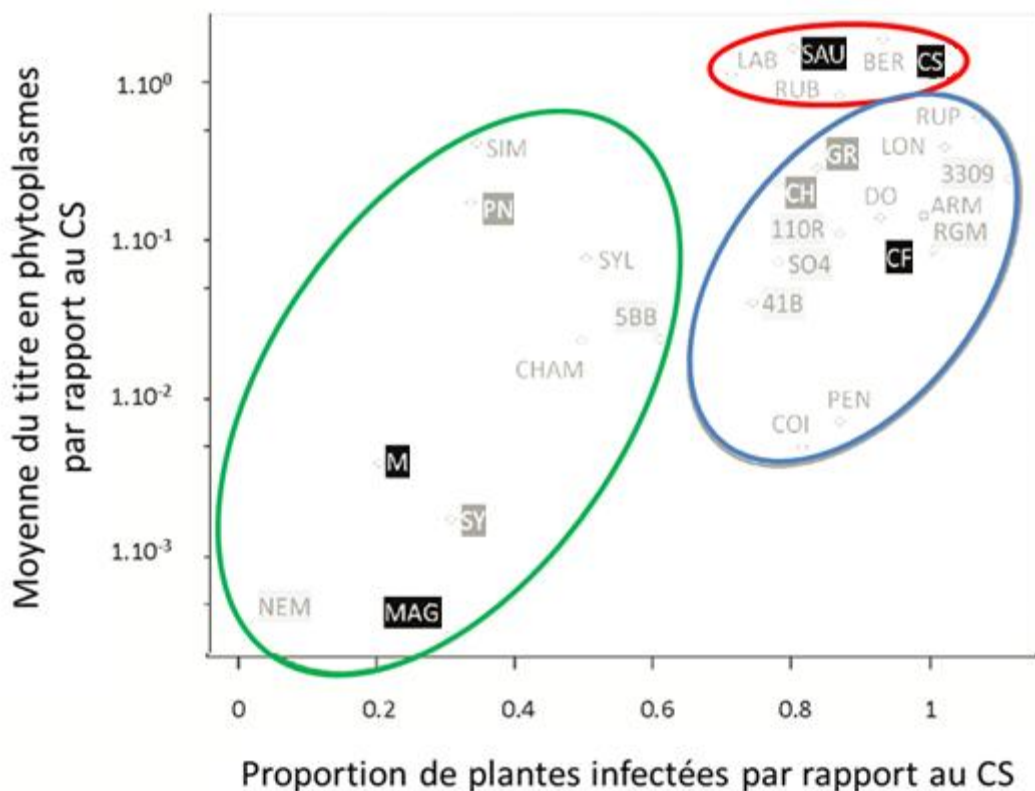 Moyenne du titre en phytoplasmes
par rapport au CS
1.10⁰
1.10⁻¹
1.10⁻²
1.10⁻³
LAB SAU BER CS
RUB
RUP
SIM GR LON
3309
PN CH DO ARM
110R RGM
SYL SO4 CF
5BB 41B
CHAM
PEN
COI
M
SY
NEM MAG
0 0.2 0.4 0.6 0.8 1
Proportion de plantes infectées par rapport au CS